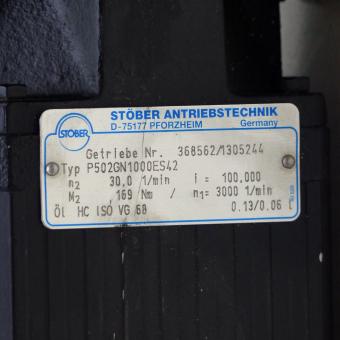 STÖBER ANTRIEBSTECHNIK
D-75177 PFORZHEIM Germany
STÖBER
Getriebe Nr. 368562/1305244
Typ P502GN1000ES42
n2 30,0 1/min i = 100,000
M2 ,169 Nm / n1= 3000 1/min
Öl HC ISO VG 68 0.13/0.06 L